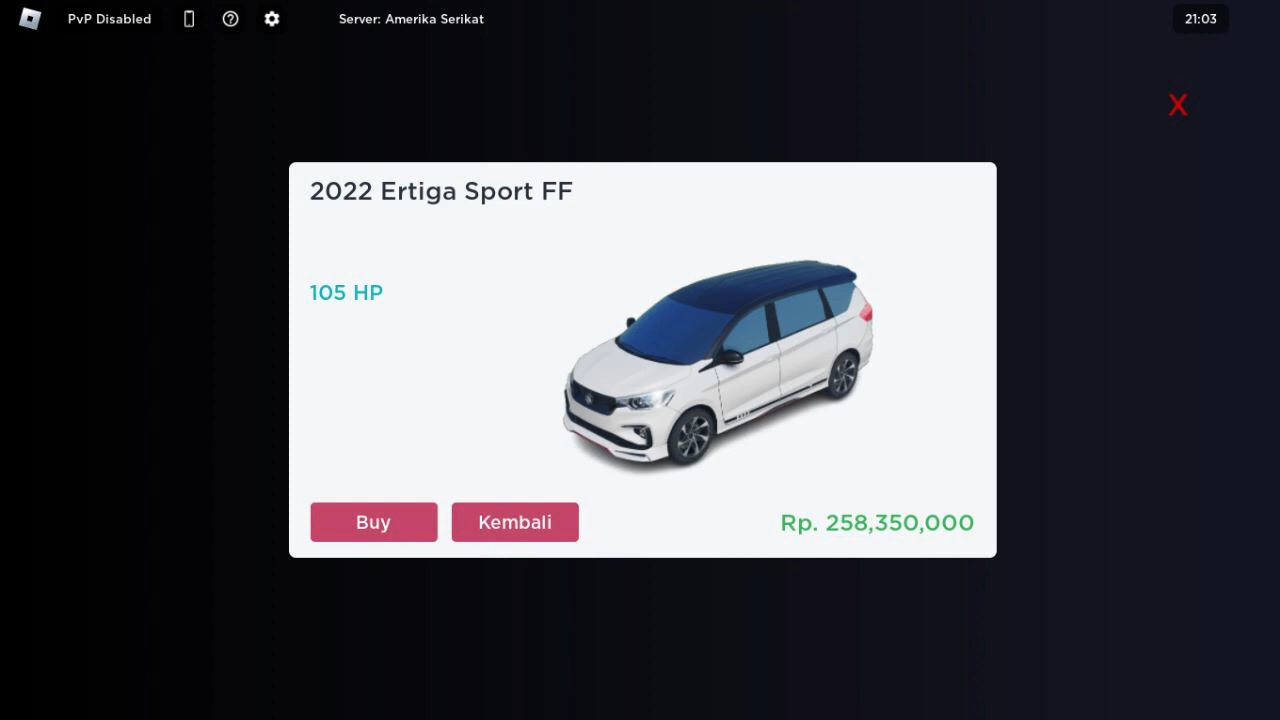 PvP Disabled
Server: Amerika Serikat
21:03
X
2022 Ertiga Sport FF
105 HP
Buy
Kembali
Rp. 258,350,000